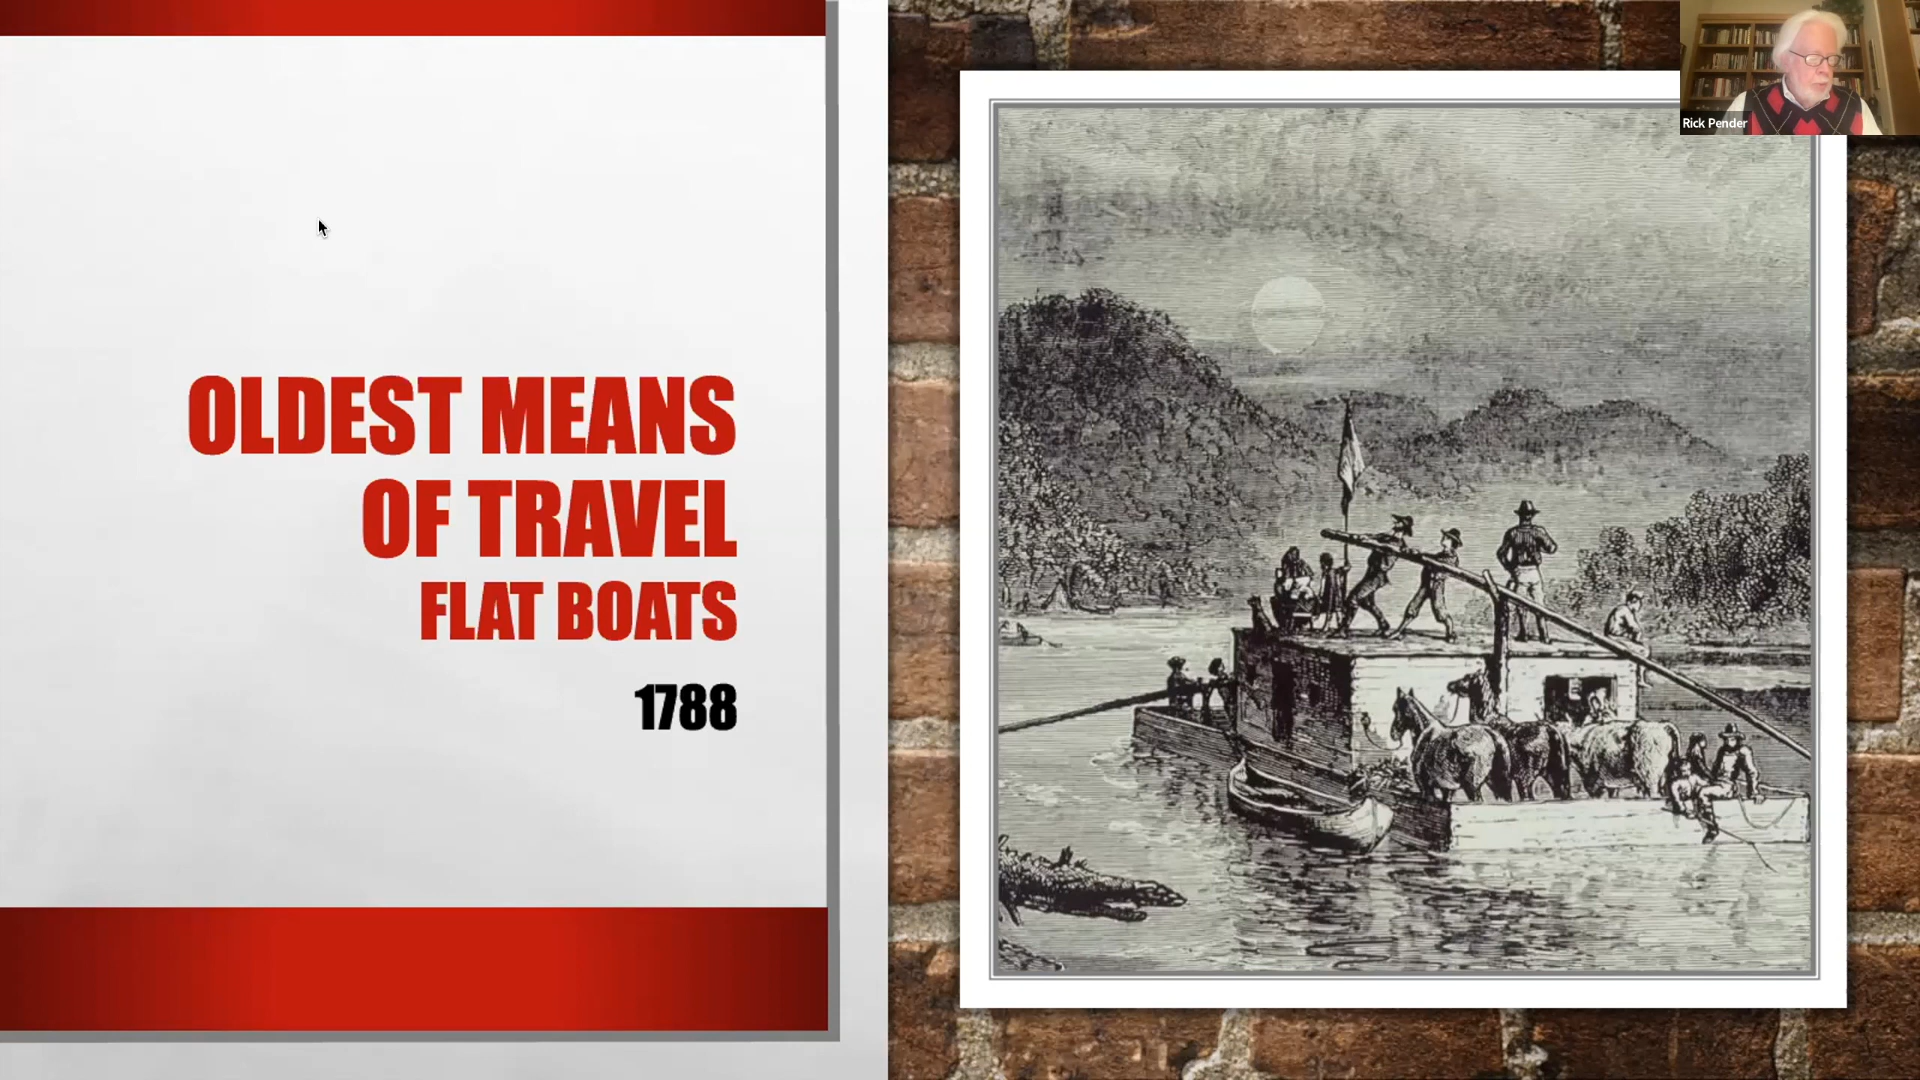 OLDEST MEANS
OF TRAVEL
FLAT BOATS
1788
Rick Pender